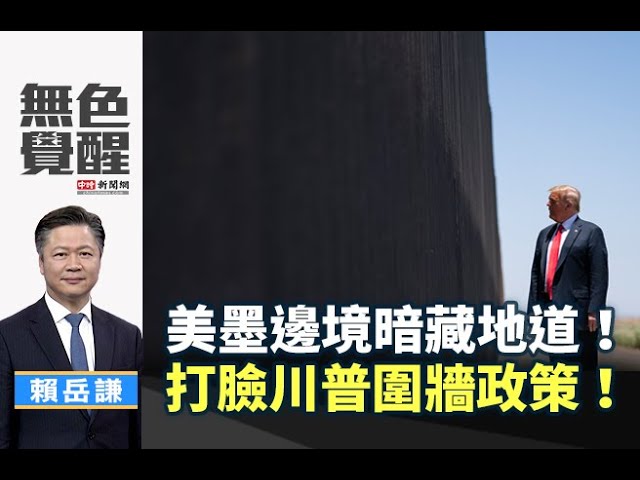 無色
覺醒
中時 新聞網
賴岳謙
美墨邊境暗藏地道！
打臉川普圍牆政策！